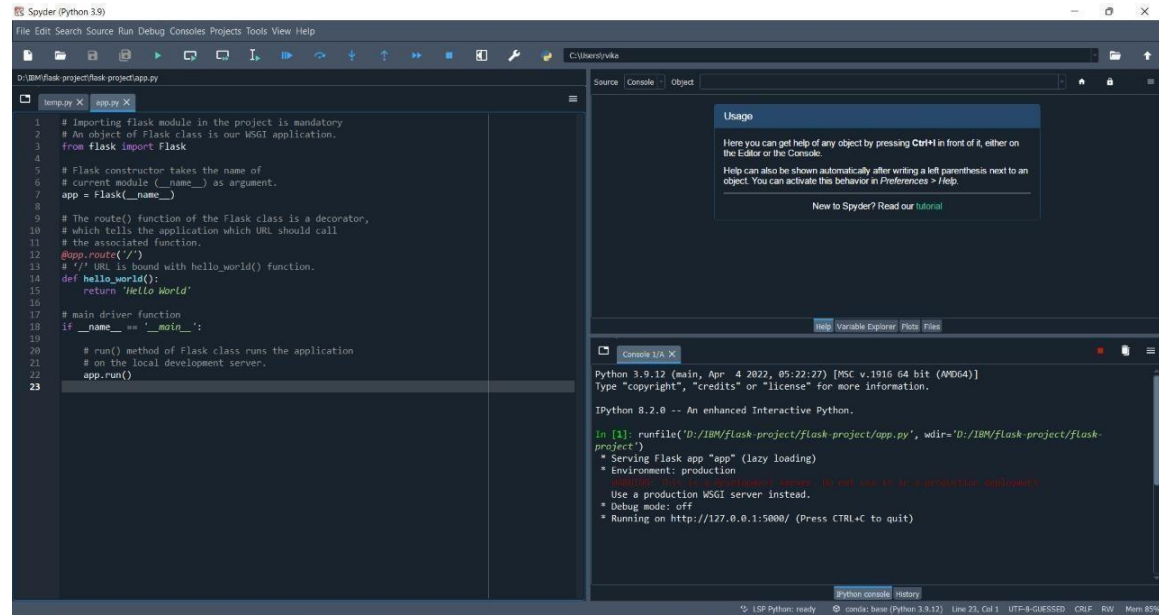 Spyder (Python 3.9)
File Edit Search Source Run Debug Consoles Projects Tools View Help
C:\Users\rvika
D:\IBM\flask-project\flask-project\app.py
temp.py X app.py X
1 # Importing flask module in the project is mandatory
2 # An object of Flask class is our WSGI application.
3 from flask import Flask
4
5 # Flask constructor takes the name of
6 # current module (__name__) as argument.
7 app = Flask(__name__)
8
9 # The route() function of the Flask class is a decorator,
10 # which tells the application which URL should call
11 # the associated function.
12 @app.route('/')
13 # ‘/’ URL is bound with hello_world() function.
14 def hello_world():
15 return 'Hello World'
16
17 # main driver function
18 if __name__ == '__main__':
19
20 # run() method of Flask class runs the application
21 # on the local development server.
22 app.run()
23
Source Console Object
Usage
Here you can get help of any object by pressing Ctrl+I in front of it, either on
the Editor or the Console.
Help can also be shown automatically after writing a left parenthesis next to an
object. You can activate this behavior in Preferences > Help.
New to Spyder? Read our tutorial
Help Variable Explorer Plots Files
Console 1/A X
Python 3.9.12 (main, Apr 4 2022, 05:22:27) [MSC v.1916 64 bit (AMD64)]
Type "copyright", "credits" or "license" for more information.
IPython 8.2.0 -- An enhanced Interactive Python.
In [1]: runfile('D:/IBM/flask-project/flask-project/app.py', wdir='D:/IBM/flask-project/flask-
project')
* Serving Flask app "app" (lazy loading)
* Environment: production
WARNING: This is a development server. Do not use it in a production deployment.
Use a production WSGI server instead.
* Debug mode: off
* Running on http://127.0.0.1:5000/ (Press CTRL+C to quit)
IPython console History
LSP Python: ready conda: base (Python 3.9.12) Line 23, Col 1 UTF-8-GUESSED CRLF RW Mem 85%